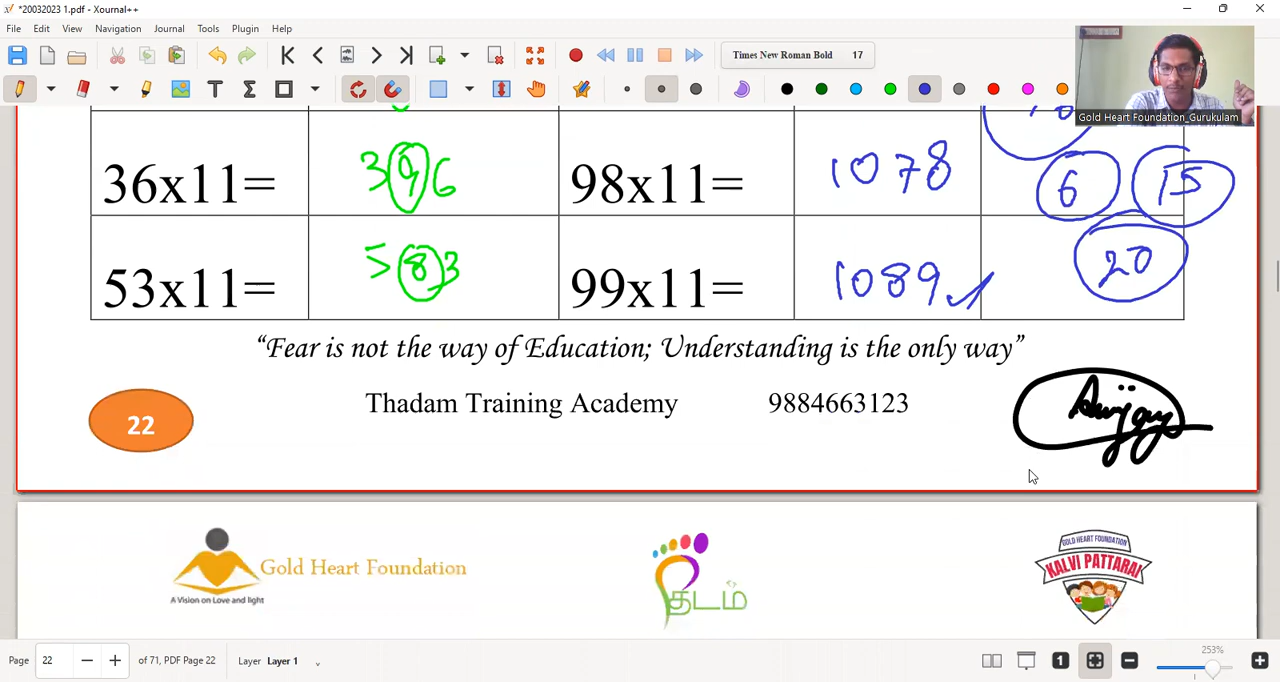 *20032023 1.pdf - Xournal++
File Edit View Navigation Journal Tools Plugin Help
Times New Roman Bold 17
Gold Heart Foundation_Gurukulam
36x11= 396 98x11= 1078 6 15
53x11= 583 99x11= 1089 20
“Fear is not the way of Education; Understanding is the only way”
22 Thadam Training Academy 9884663123
Gold Heart Foundation
A Vision on Love and light
தடம்
GOLD HEART FOUNDATION
KALVI PATTARAI
Page 22 of 71, PDF Page 22 Layer Layer 1 253%